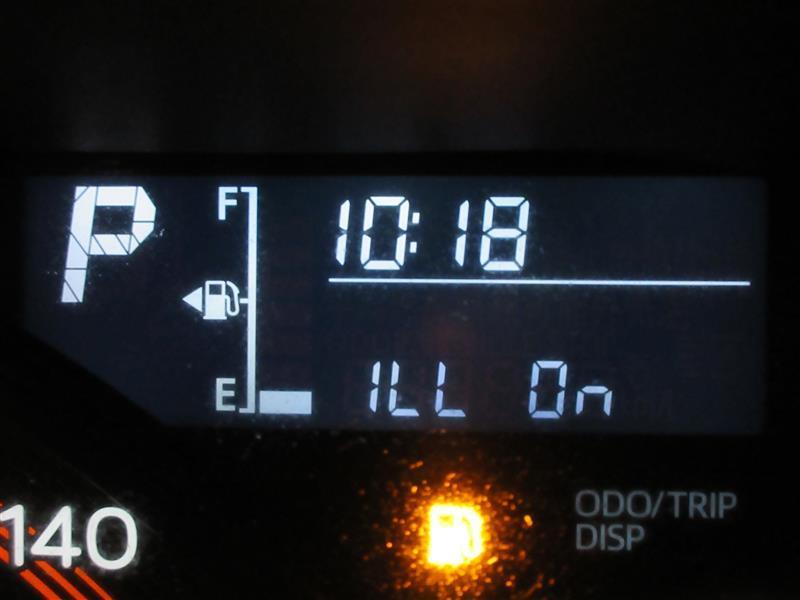 P
F
10:18
E
ILL On
140
ODO/TRIP
DISP